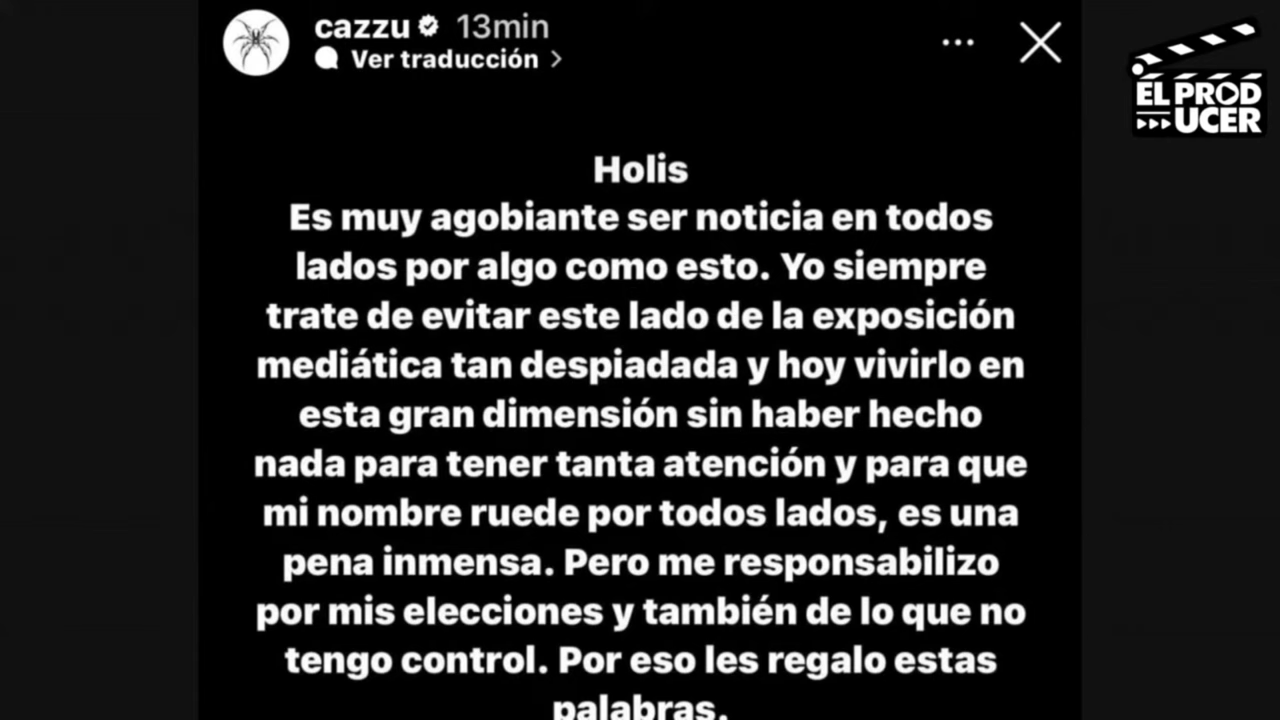 cazzu 13min
Ver traducción
EL PROD
UCER
Holis
Es muy agobiante ser noticia en todos
lados por algo como esto. Yo siempre
trate de evitar este lado de la exposición
mediática tan despiadada y hoy vivirlo en
esta gran dimensión sin haber hecho
nada para tener tanta atención y para que
mi nombre ruede por todos lados, es una
pena inmensa. Pero me responsabilizo
por mis elecciones y también de lo que no
tengo control. Por eso les regalo estas
palabras.